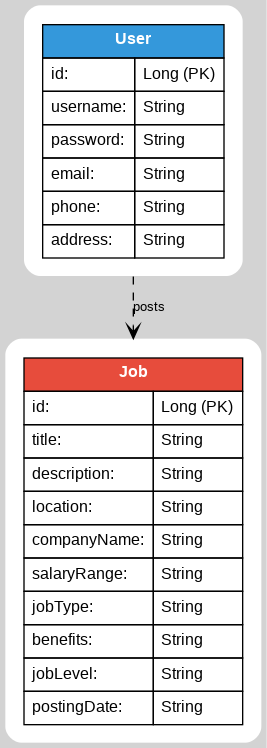 User
id: Long (PK)
username: String
password: String
email: String
phone: String
address: String
posts
Job
id: Long (PK)
title: String
description: String
location: String
companyName: String
salaryRange: String
jobType: String
benefits: String
jobLevel: String
postingDate: String